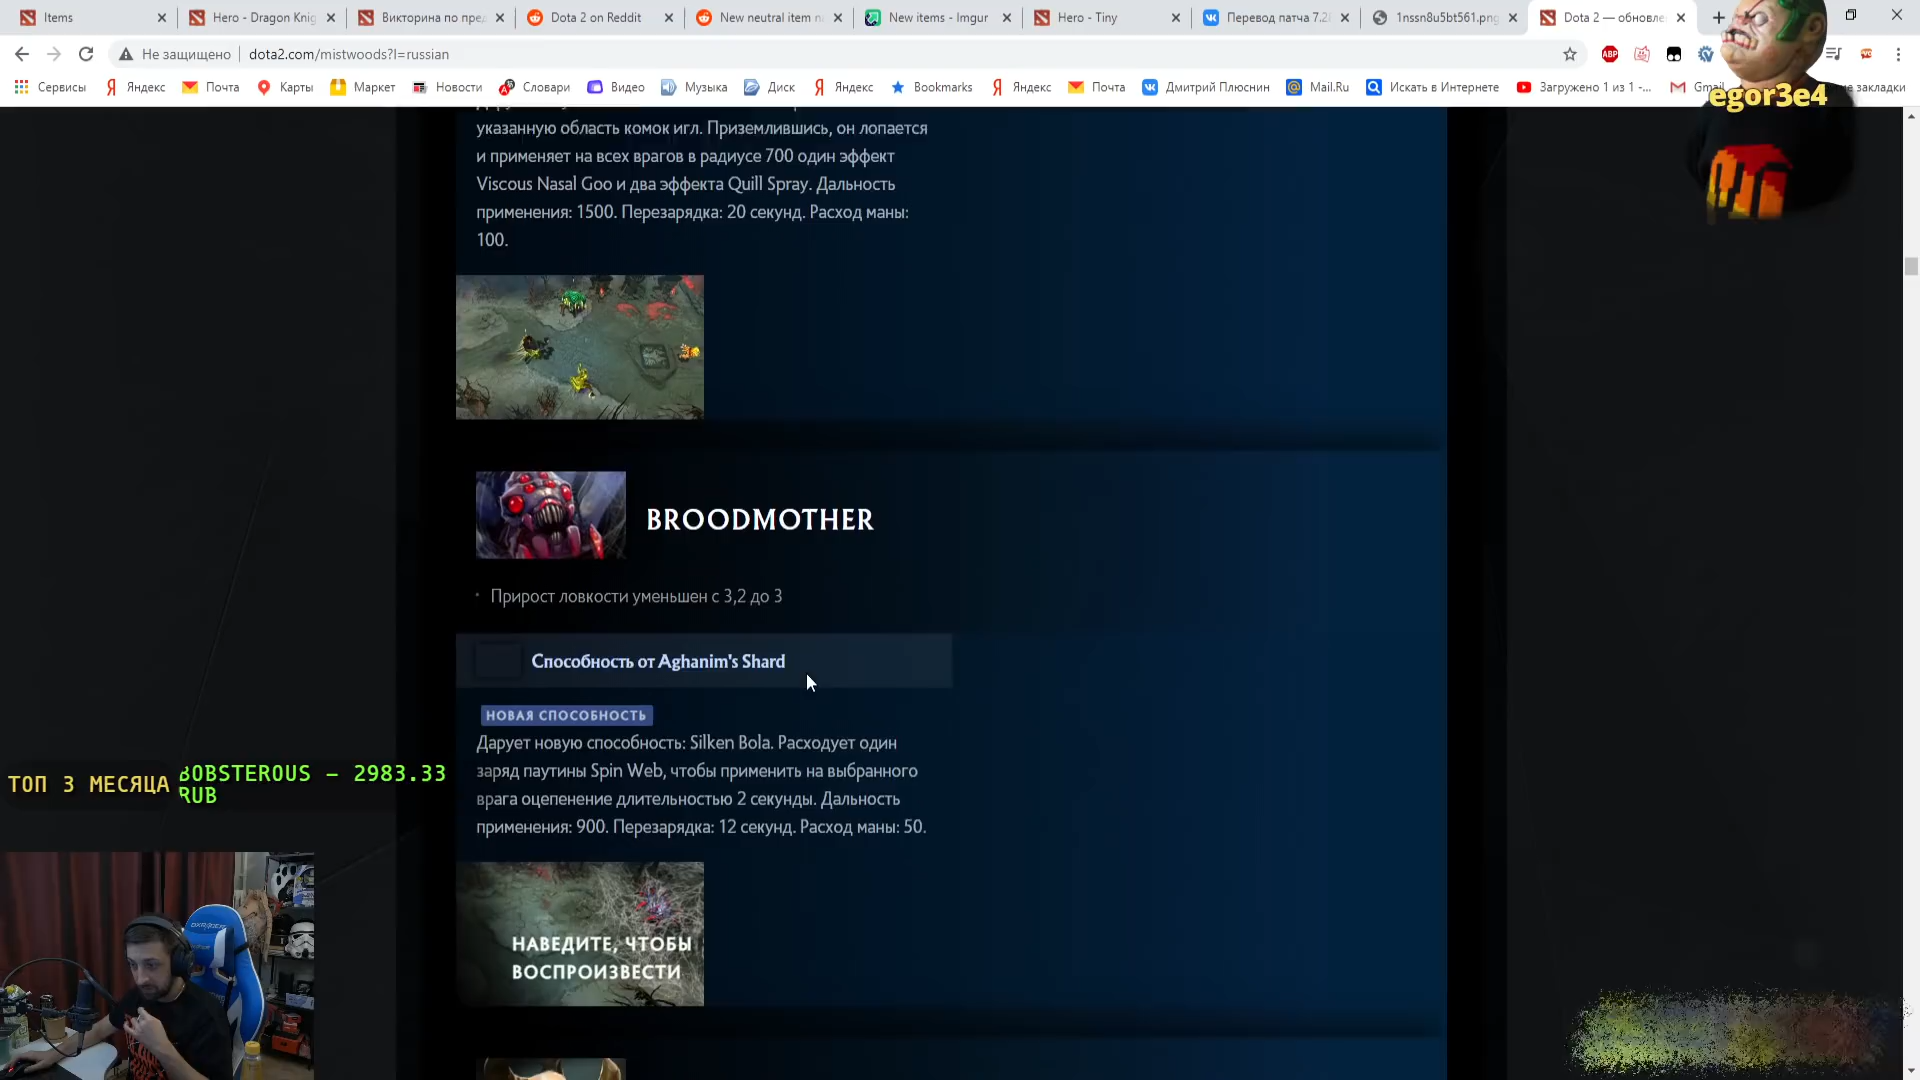 Items
Hero - Dragon Knig
Викторина по пред
Dota 2 on Reddit
New neutral item n
New items - Imgur
Hero - Tiny
Перевод патча 7.2
1nssn8u5bt561.png
Dota 2 — обновле
Не защищено
dota2.com/mistwoods?l=russian
ABP
egor3e4
Сервисы
Яндекс
Почта
Карты
Маркет
Новости
Словари
Видео
Музыка
Диск
Яндекс
Bookmarks
Яндекс
Почта
Дмитрий Плюснин
Mail.Ru
Искать в Интернете
Загружено 1 из 1 -...
Gmail
закладки
указанную область комок игл. Приземлившись, он лопается
и применяет на всех врагов в радиусе 700 один эффект
Viscous Nasal Goo и два эффекта Quill Spray. Дальность
применения: 1500. Перезарядка: 20 секунд. Расход маны:
100.
BROODMOTHER
Прирост ловкости уменьшен с 3,2 до 3
Способность от Aghanim's Shard
НОВАЯ СПОСОБНОСТЬ
Дарует новую способность: Silken Bola. Расходует один
заряд паутины Spin Web, чтобы применить на выбранного
врага оцепенение длительностью 2 секунды. Дальность
применения: 900. Перезарядка: 12 секунд. Расход маны: 50.
НАВЕДИТЕ, ЧТОБЫ
ВОСПРОИЗВЕСТИ
ТОП 3 МЕСЯЦА
BOBSTEROUS – 2983.33
RUB
DXRACER